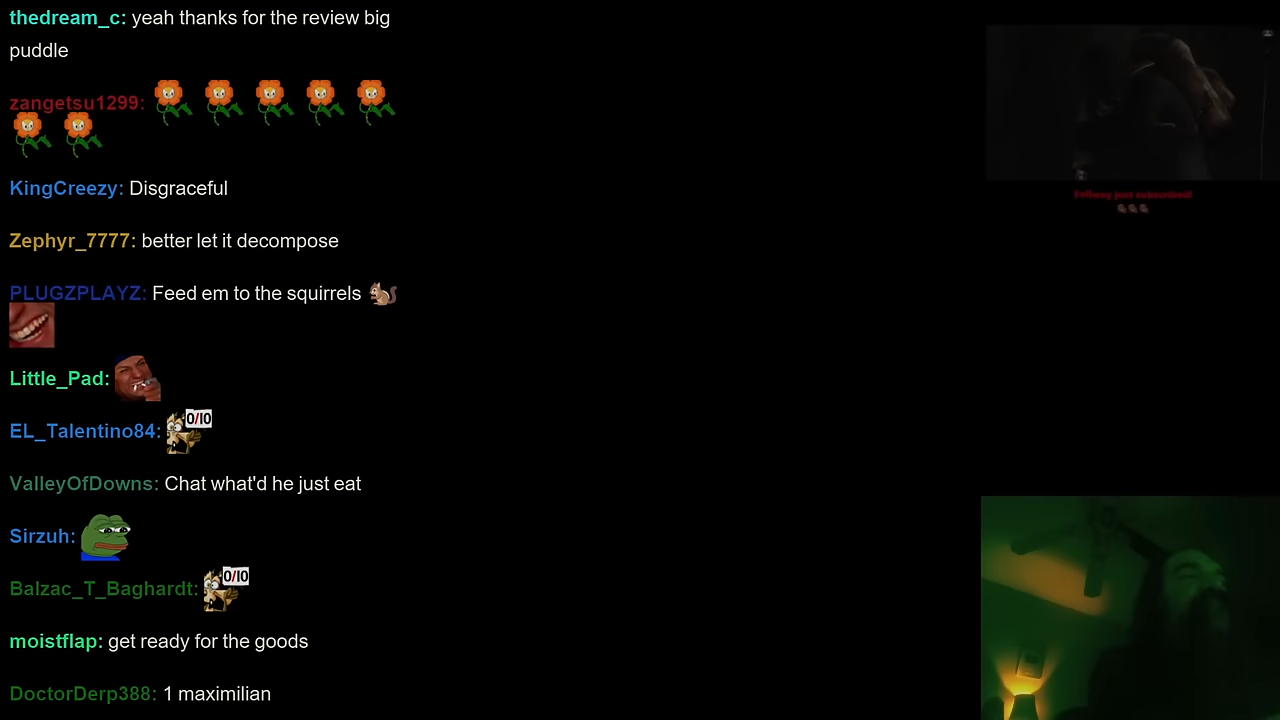 thedream_c: yeah thanks for the review big
puddle
zangetsu1299:
KingCreezy: Disgraceful
Zephyr_7777: better let it decompose
PLUGZPLAYZ: Feed em to the squirrels
Little_Pad:
EL_Talentino84:
0/10
ValleyOfDowns: Chat what'd he just eat
Sirzuh:
Balzac_T_Baghardt:
0/10
moistflap: get ready for the goods
DoctorDerp388: 1 maximilian
just subscribed!